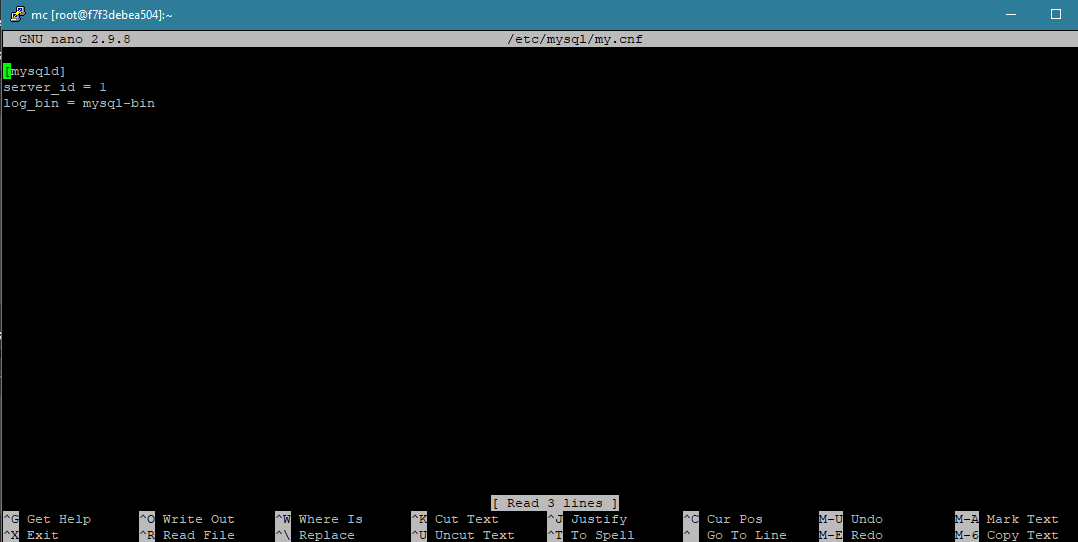 mc [root@f7f3debea504]:~
GNU nano 2.9.8 /etc/mysql/my.cnf
[mysqld]
server_id = 1
log_bin = mysql-bin
[ Read 3 lines ]
^G Get Help ^O Write Out ^W Where Is ^K Cut Text ^J Justify ^C Cur Pos M-U Undo M-A Mark Text
^X Exit ^R Read File ^\ Replace ^U Uncut Text ^T To Spell ^_ Go To Line M-E Redo M-6 Copy Text